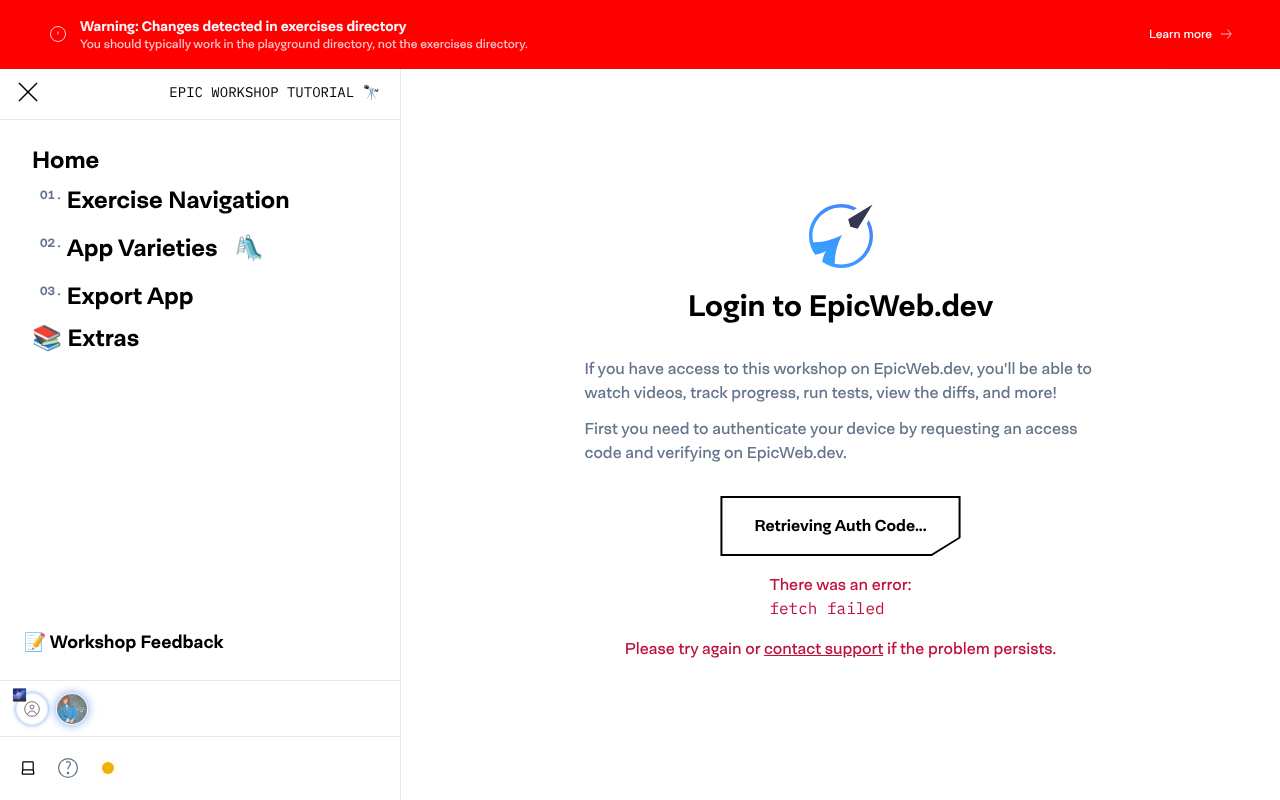 Warning: Changes detected in exercises directory
You should typically work in the playground directory, not the exercises directory.
Learn more
EPIC WORKSHOP TUTORIAL
Home
01. Exercise Navigation
02. App Varieties
03. Export App
Extras
Workshop Feedback
Login to EpicWeb.dev
If you have access to this workshop on EpicWeb.dev, you'll be able to
watch videos, track progress, run tests, view the diffs, and more!
First you need to authenticate your device by requesting an access
code and verifying on EpicWeb.dev.
Retrieving Auth Code...
There was an error:
fetch failed
Please try again or contact support if the problem persists.